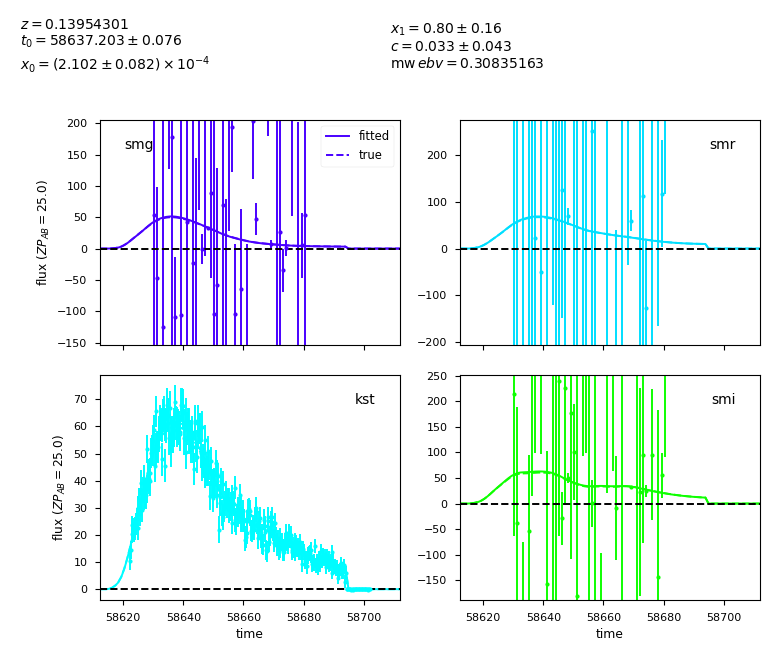 z = 0.13954301
t₀ = 58637.203 ± 0.076
x₀ = (2.102 ± 0.082) × 10⁻⁴
x₁ = 0.80 ± 0.16
c = 0.033 ± 0.043
mw ebv = 0.30835163
smg
fitted
true
200
150
100
50
0
−50
−100
−150
flux (ZP_AB = 25.0)
smr
200
100
0
−100
−200
kst
70
60
50
40
30
20
10
0
flux (ZP_AB = 25.0)
58620 58640 58660 58680 58700
time
smi
250
200
150
100
50
0
−50
−100
−150
58620 58640 58660 58680 58700
time